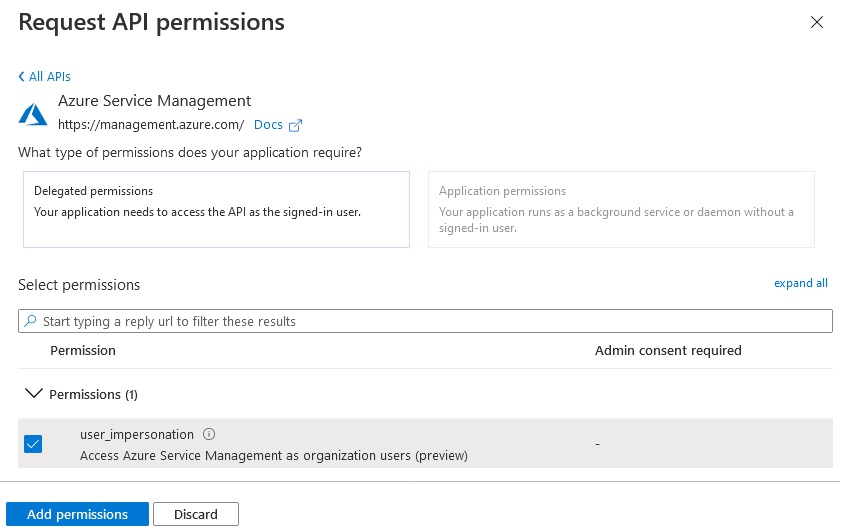 Request API permissions
All APIs
Azure Service Management
https://management.azure.com/ Docs
What type of permissions does your application require?
Delegated permissions
Your application needs to access the API as the signed-in user.
Application permissions
Your application runs as a background service or daemon without a
signed-in user.
Select permissions
expand all
Start typing a reply url to filter these results
Permission
Admin consent required
Permissions (1)
user_impersonation
Access Azure Service Management as organization users (preview)
-
Add permissions
Discard